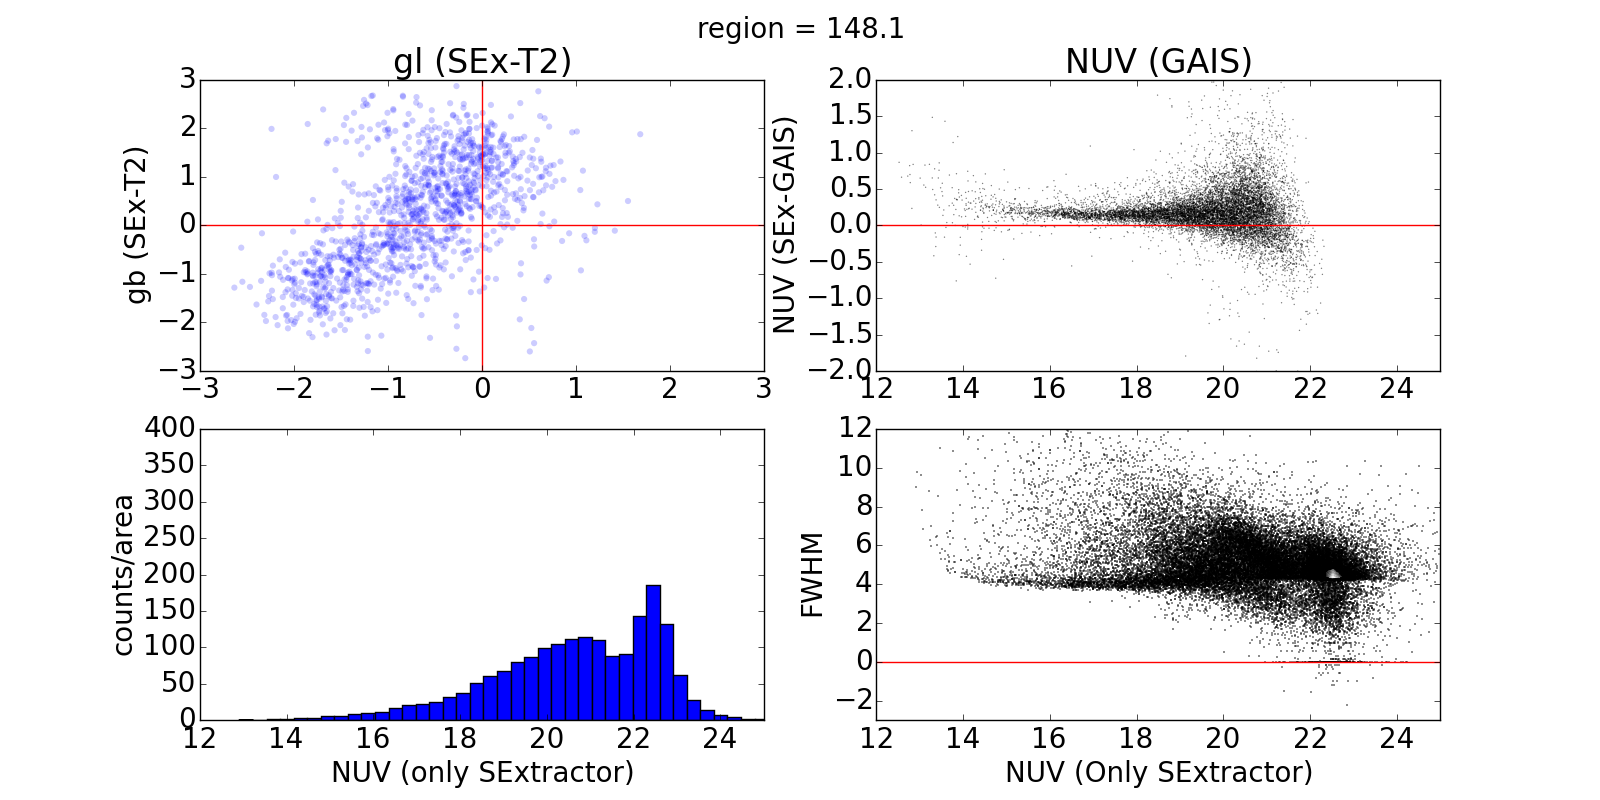 region = 148.1
gl (SEx-T2)
NUV (GAIS)
gb (SEx-T2)
3
2
1
0
−1
−2
−3
−3 −2 −1 0 1 2 3
NUV (SEx-GAIS)
2.0
1.5
1.0
0.5
0.0
−0.5
−1.0
−1.5
−2.0
12 14 16 18 20 22 24
counts/area
400
350
300
250
200
150
100
50
0
12 14 16 18 20 22 24
NUV (only SExtractor)
FWHM
12
10
8
6
4
2
0
−2
12 14 16 18 20 22 24
NUV (Only SExtractor)